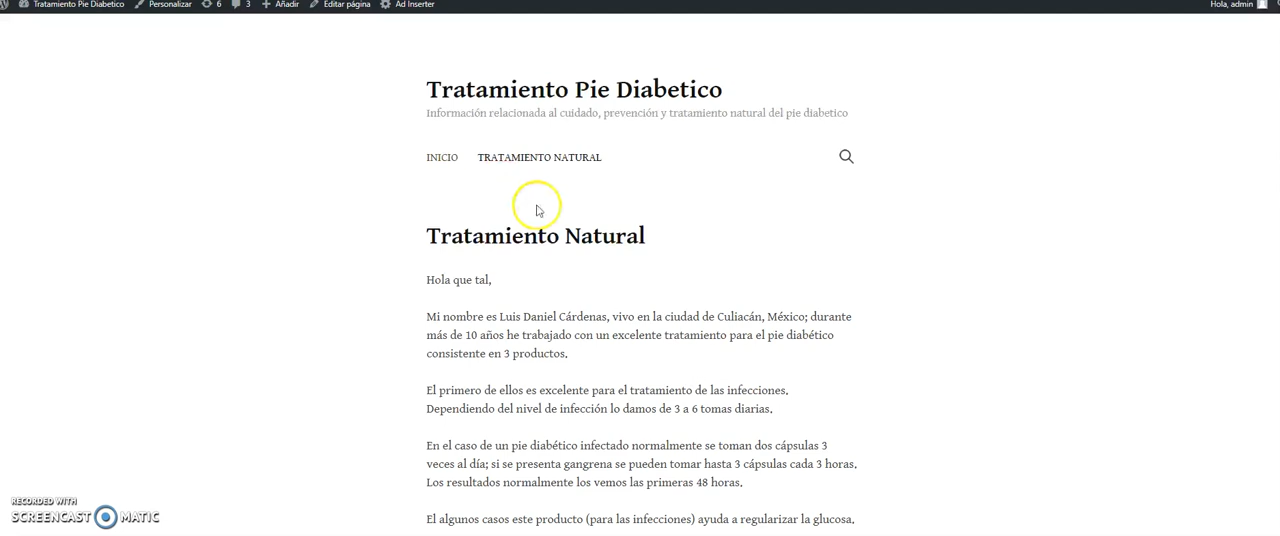 Tratamiento Pie Diabetico Personalizar 6 3 Añadir Editar página Ad Inserter Hola, admin
Tratamiento Pie Diabetico
Información relacionada al cuidado, prevención y tratamiento natural del pie diabetico
INICIO TRATAMIENTO NATURAL
Tratamiento Natural
Hola que tal,
Mi nombre es Luis Daniel Cárdenas, vivo en la ciudad de Culiacán, México; durante
más de 10 años he trabajado con un excelente tratamiento para el pie diabético
consistente en 3 productos.
El primero de ellos es excelente para el tratamiento de las infecciones.
Dependiendo del nivel de infección lo damos de 3 a 6 tomas diarias.
En el caso de un pie diabético infectado normalmente se toman dos cápsulas 3
veces al día; si se presenta gangrena se pueden tomar hasta 3 cápsulas cada 3 horas.
Los resultados normalmente los vemos las primeras 48 horas.
El algunos casos este producto (para las infecciones) ayuda a regularizar la glucosa.
RECORDED WITH
SCREENCAST MATIC